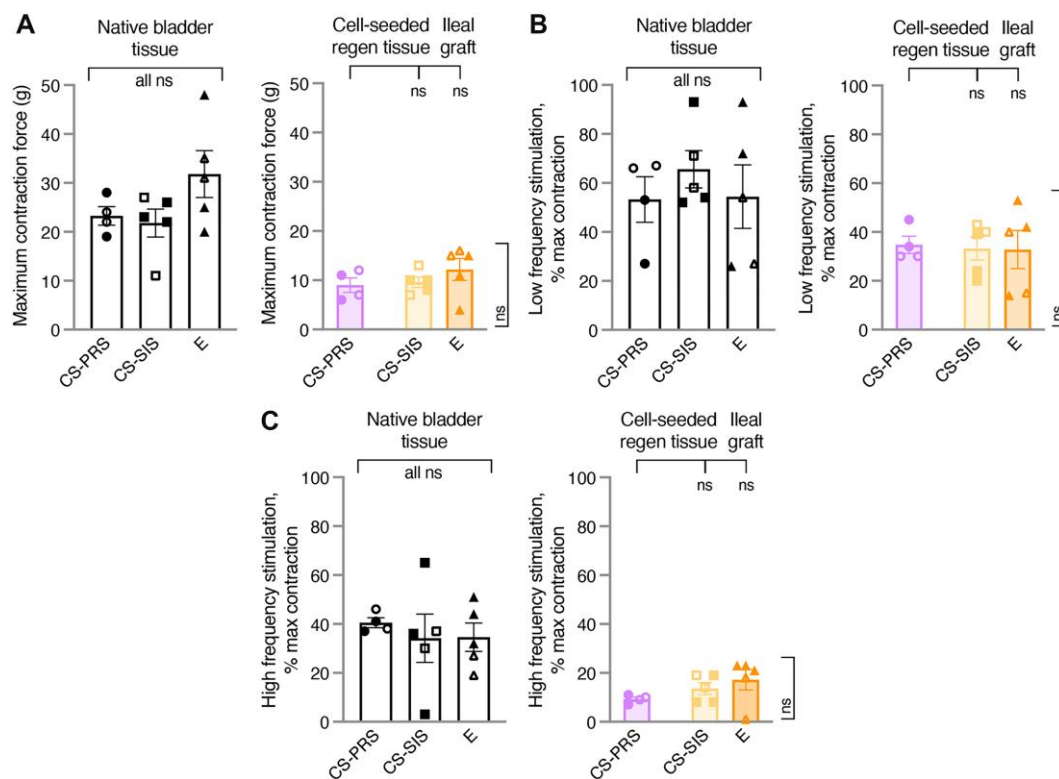 A
Native bladder
tissue
all ns
Maximum contraction force (g)
50
40
30
20
10
0
CS-PRS
CS-SIS
E
Cell-seeded
regen tissue
Ileal
graft
ns
ns
Maximum contraction force (g)
50
40
30
20
10
0
ns
CS-PRS
CS-SIS
E
B
Native bladder
tissue
all ns
Low frequency stimulation,
% max contraction
100
80
60
40
20
0
CS-PRS
CS-SIS
E
Cell-seeded
regen tissue
Ileal
graft
ns
ns
Low frequency stimulation,
% max contraction
100
80
60
40
20
0
ns
CS-PRS
CS-SIS
E
C
Native bladder
tissue
all ns
High frequency stimulation,
% max contraction
100
80
60
40
20
0
CS-PRS
CS-SIS
E
Cell-seeded
regen tissue
Ileal
graft
ns
ns
High frequency stimulation,
% max contraction
100
80
60
40
20
0
ns
CS-PRS
CS-SIS
E